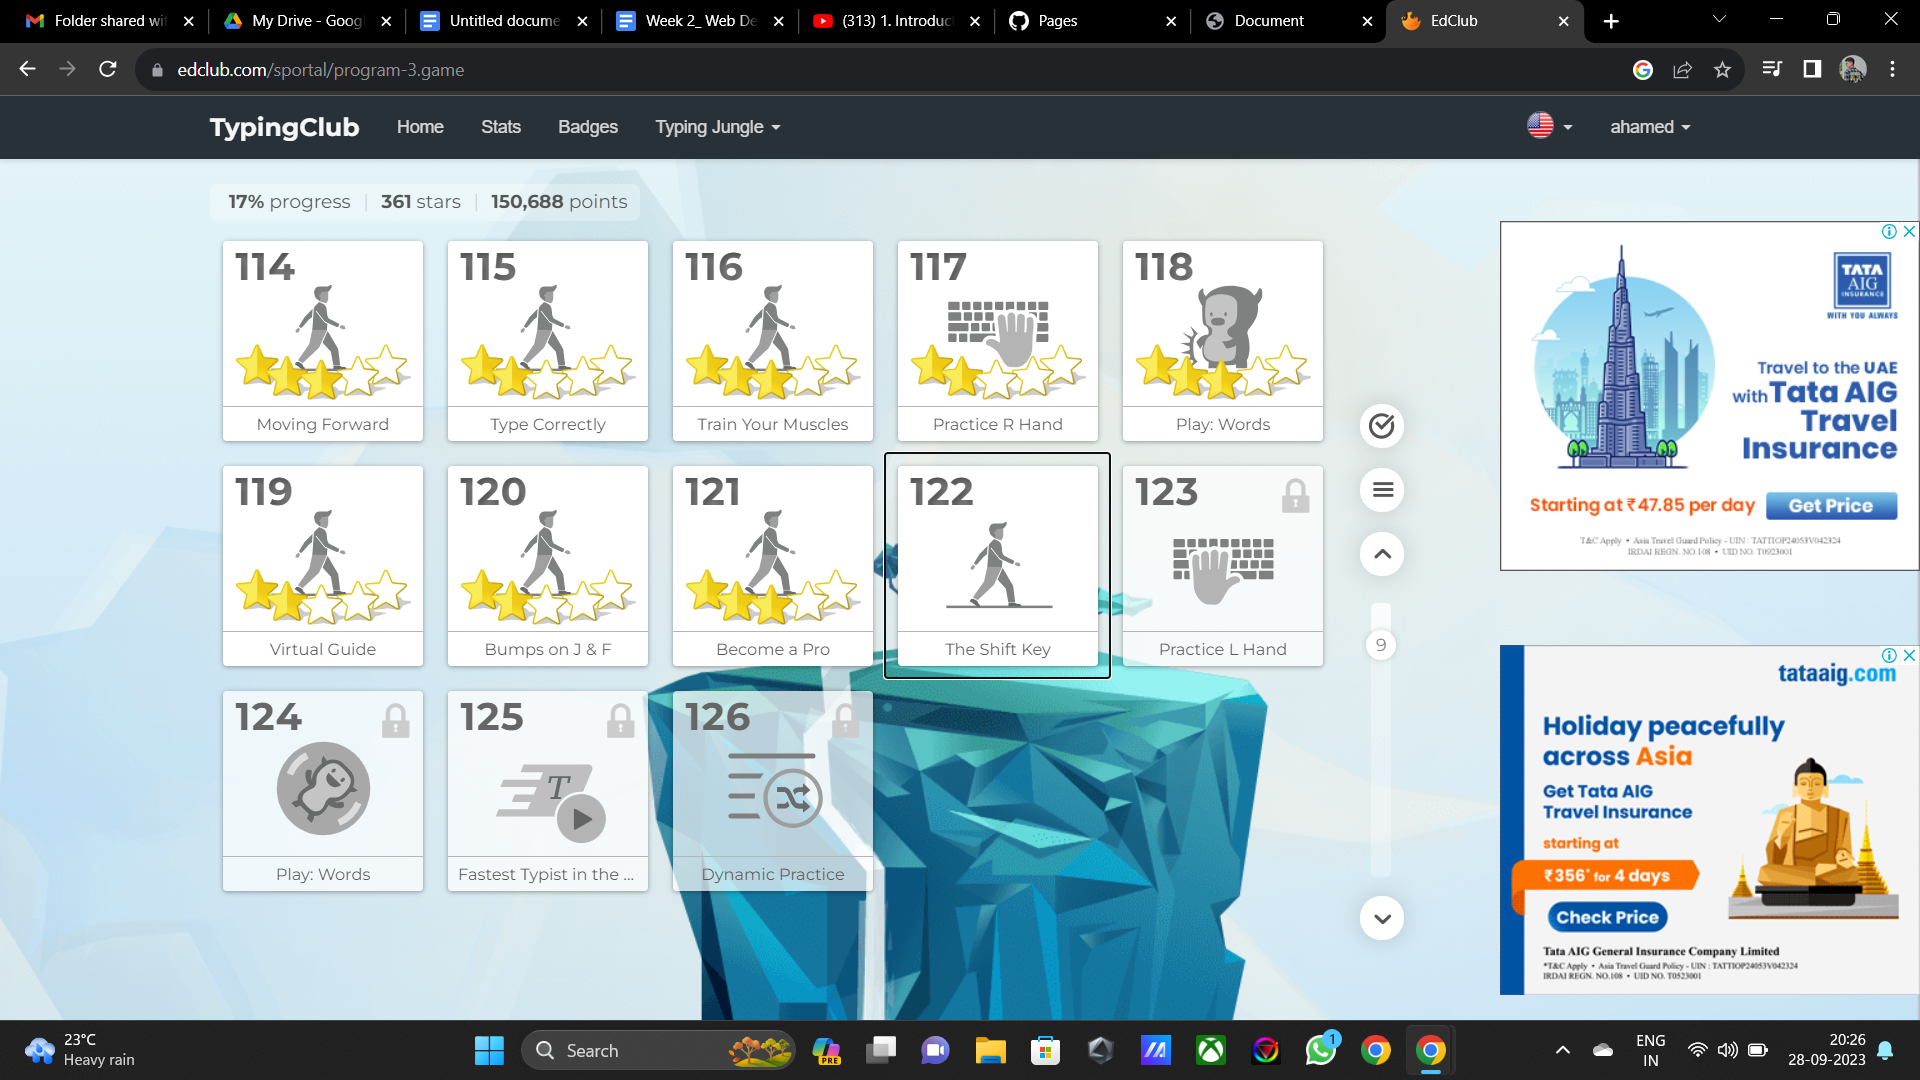 Folder shared wi
My Drive - Googl
Untitled docume
Week 2_ Web De
(313) 1. Introduct
Pages
Document
EdClub
edclub.com/sportal/program-3.game
TypingClub
Home
Stats
Badges
Typing Jungle
ahamed
17% progress
361 stars
150,688 points
114
115
116
117
118
Moving Forward
Type Correctly
Train Your Muscles
Practice R Hand
Play: Words
119
120
121
122
123
Virtual Guide
Bumps on J & F
Become a Pro
The Shift Key
Practice L Hand
124
125
126
T
Play: Words
Fastest Typist in the ...
Dynamic Practice
9
TATA
AIG
INSURANCE
WITH YOU ALWAYS
Travel to the UAE
with Tata AIG
Travel
Insurance
Starting at ₹47.85 per day
Get Price
T&C Apply • Asia Travel Guard Policy - UIN : TATTIOP24053V042324
IRDAI REGN. NO.108 • UID NO. T0923001
tataaig.com
Holiday peacefully
across Asia
Get Tata AIG
Travel Insurance
starting at
₹356* for 4 days
Check Price
Tata AIG General Insurance Company Limited
*T&C Apply • Asia Travel Guard Policy - UIN : TATTIOP24053V042324
IRDAI REGN. NO.108 • UID NO. T0523001
23°C
Heavy rain
Search
PRE
1
ENG
IN
20:26
28-09-2023